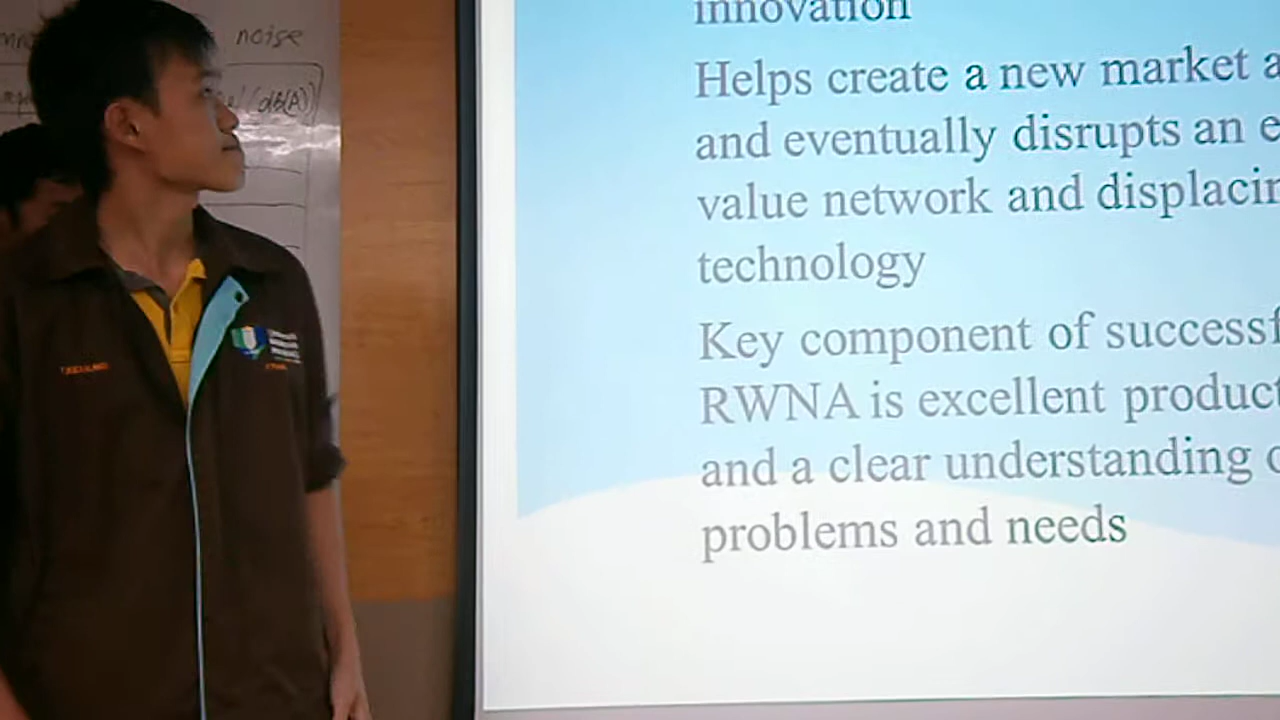 noise
(dB(A))
innovation
Helps create a new market a
and eventually disrupts an e
value network and displacin
technology
Key component of successf
RWNA is excellent product
and a clear understanding o
problems and needs